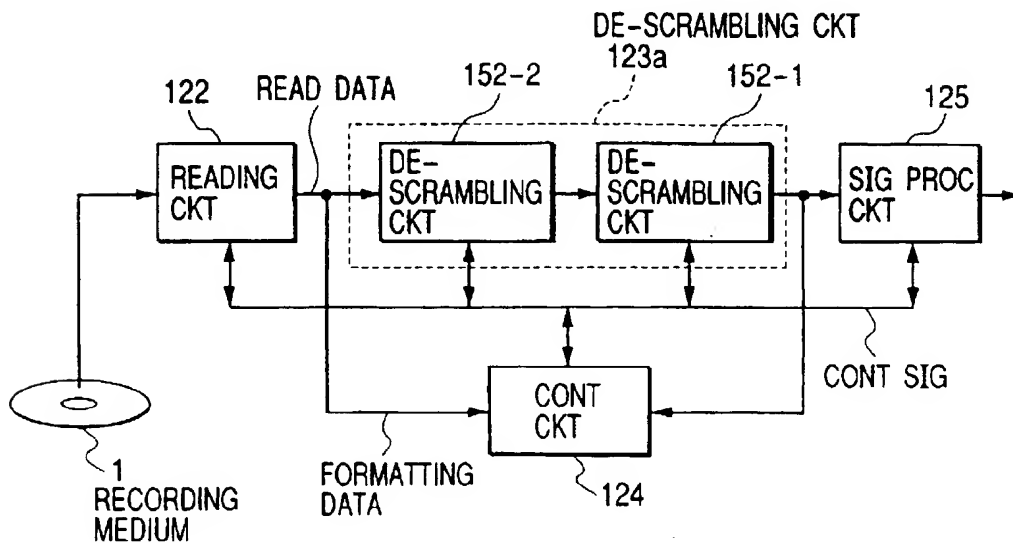 DE-SCRAMBLING CKT
123a
152-2
152-1
READ DATA
122
125
READING
CKT
DE-
SCRAMBLING
CKT
DE-
SCRAMBLING
CKT
SIG PROC
CKT
CONT SIG
CONT
CKT
1
RECORDING
MEDIUM
FORMATTING
DATA
124